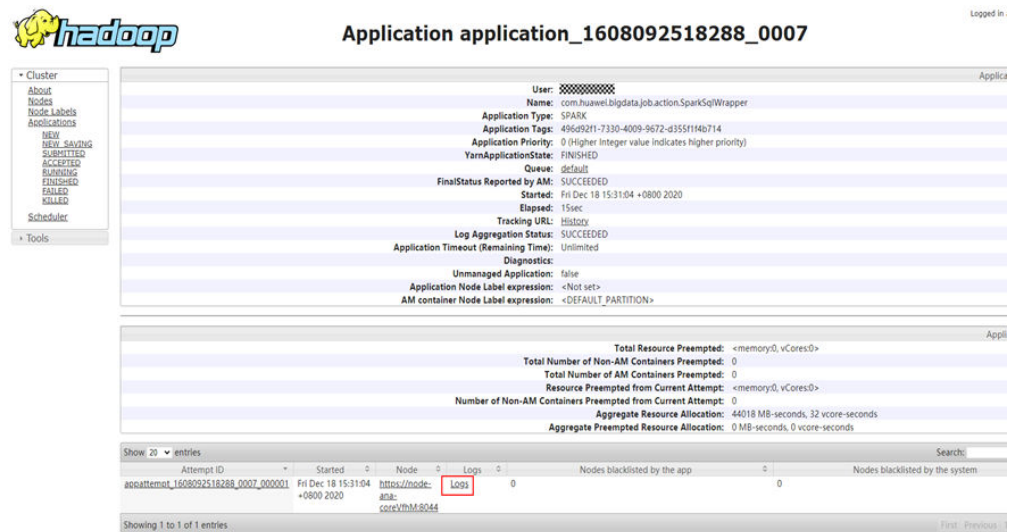 Logged in
hadoop
Application application_1608092518288_0007
Cluster
About
Nodes
Node Labels
Applications
NEW
NEW_SAVING
SUBMITTED
ACCEPTED
RUNNING
FINISHED
FAILED
KILLED
Scheduler
Tools
Applica
User:
Name: com.huawei.bigdata.job.action.SparkSqlWrapper
Application Type: SPARK
Application Tags: 496d92f1-7330-4009-9672-d355f1f4b714
Application Priority: 0 (Higher Integer value indicates higher priority)
YarnApplicationState: FINISHED
Queue: default
FinalStatus Reported by AM: SUCCEEDED
Started: Fri Dec 18 15:31:04 +0800 2020
Elapsed: 15sec
Tracking URL: History
Log Aggregation Status: SUCCEEDED
Application Timeout (Remaining Time): Unlimited
Diagnostics:
Unmanaged Application: false
Application Node Label expression: <Not set>
AM container Node Label expression: <DEFAULT_PARTITION>
Appli
Total Resource Preempted: <memory:0, vCores:0>
Total Number of Non-AM Containers Preempted: 0
Total Number of AM Containers Preempted: 0
Resource Preempted from Current Attempt: <memory:0, vCores:0>
Number of Non-AM Containers Preempted from Current Attempt: 0
Aggregate Resource Allocation: 44018 MB-seconds, 32 vcore-seconds
Aggregate Preempted Resource Allocation: 0 MB-seconds, 0 vcore-seconds
Show 20 entries Search:
Attempt ID Started Node Logs Nodes blacklisted by the app Nodes blacklisted by the system
appattempt_1608092518288_0007_000001 Fri Dec 18 15:31:04 https://node- Logs 0 0
+0800 2020 ana-
coreVfhM:8044
Showing 1 to 1 of 1 entries First Previous